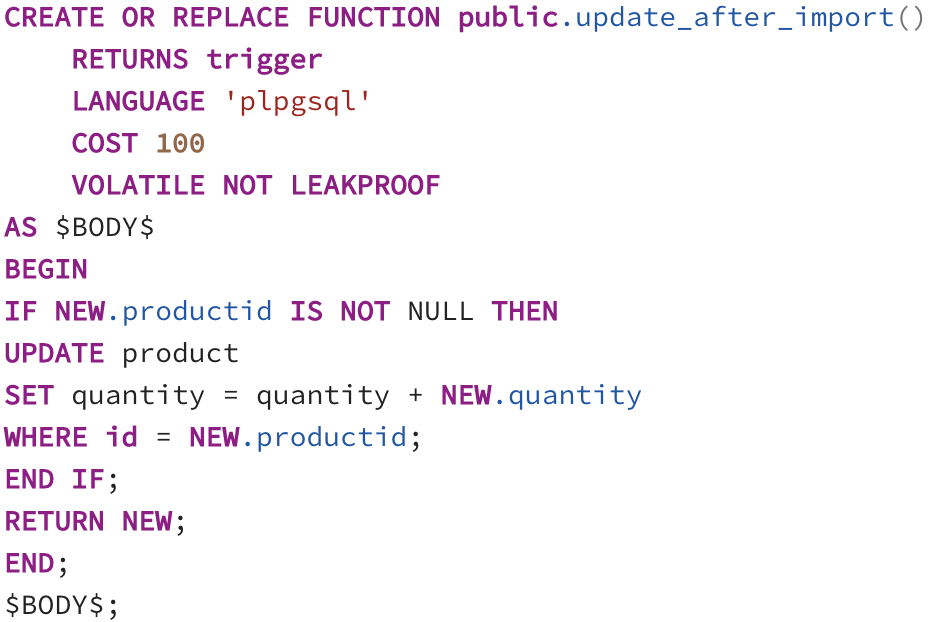 CREATE OR REPLACE FUNCTION public.update_after_import()
    RETURNS trigger
    LANGUAGE 'plpgsql'
    COST 100
    VOLATILE NOT LEAKPROOF
AS $BODY$
BEGIN
IF NEW.productid IS NOT NULL THEN
UPDATE product
SET quantity = quantity + NEW.quantity
WHERE id = NEW.productid;
END IF;
RETURN NEW;
END;
$BODY$;